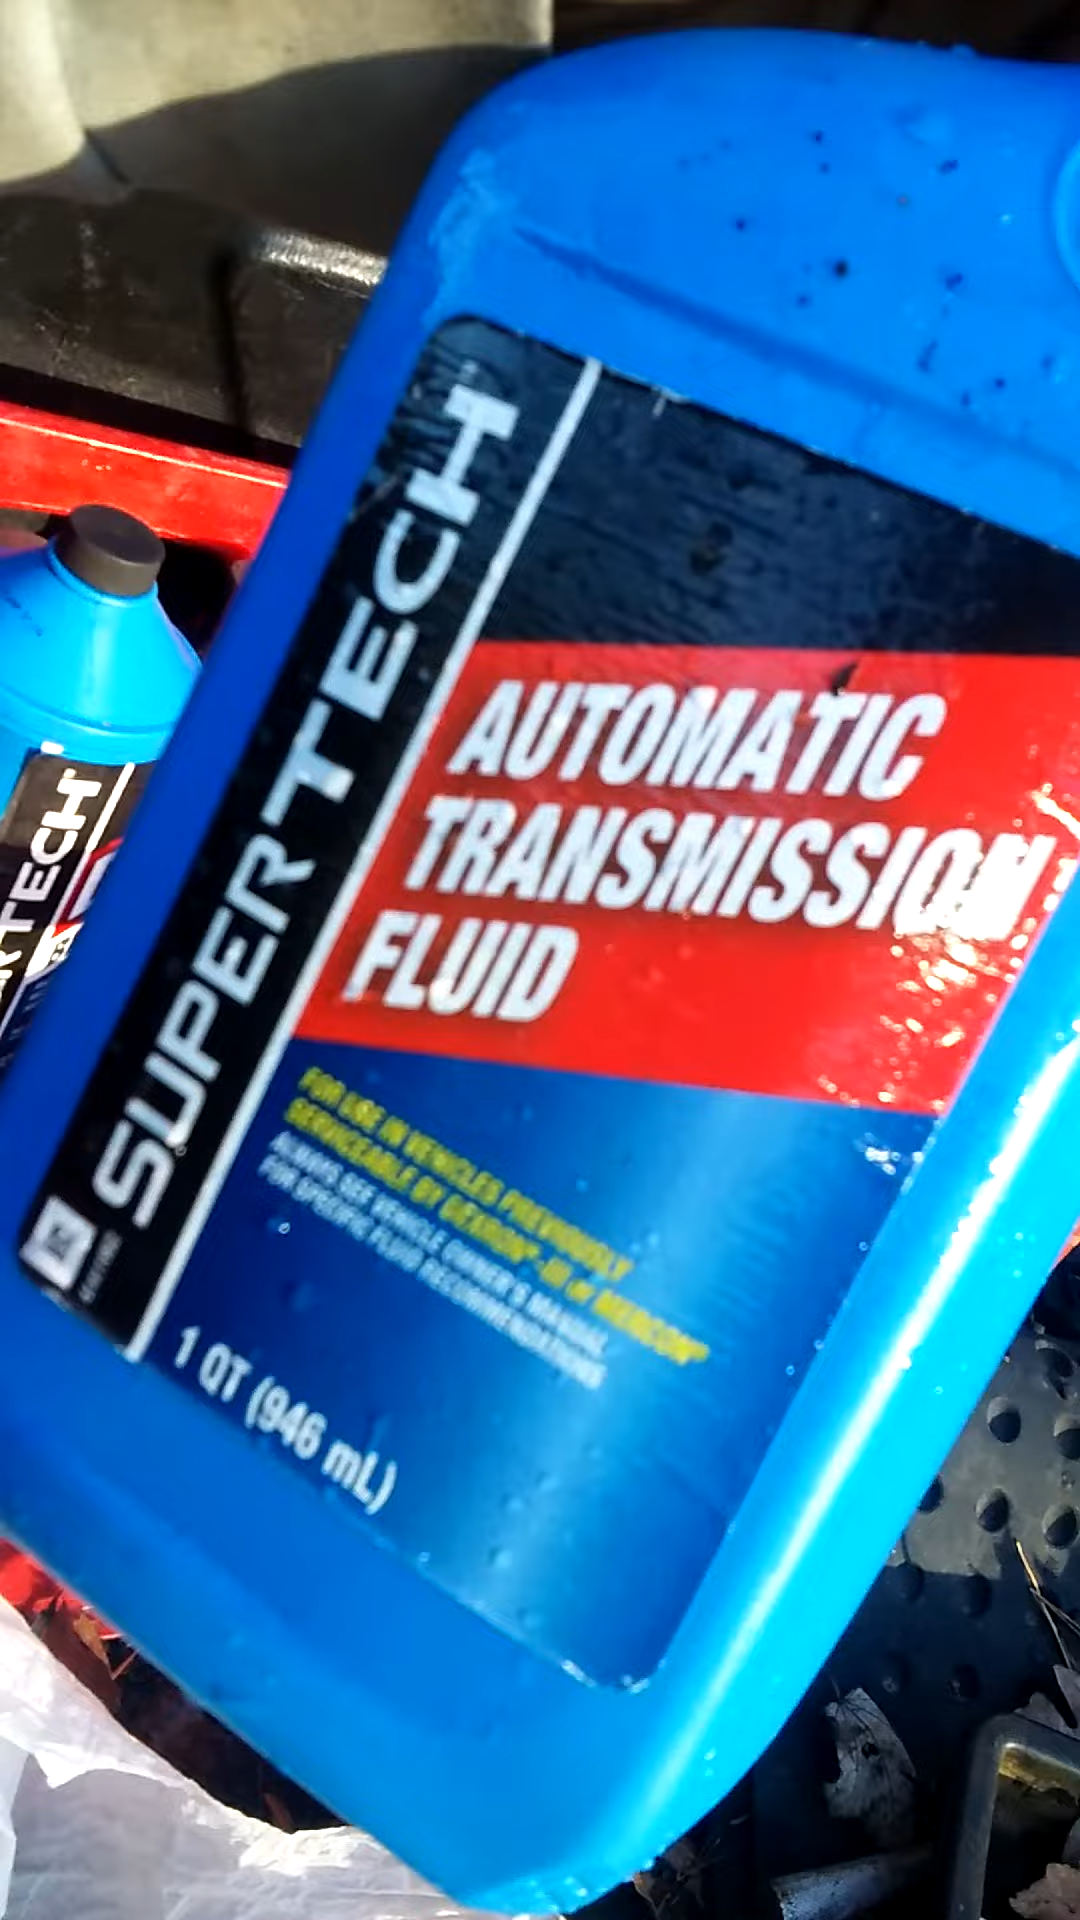 SUPERTECH
AUTOMATIC
TRANSMISSION
FLUID
FOR USE IN VEHICLES PREVIOUSLY
SERVICEABLE BY DEXRON®-III or MERCON®
ALWAYS SEE VEHICLE OWNER'S MANUAL
FOR SPECIFIC FLUID RECOMMENDATIONS
1 QT (946 mL)
RTECH